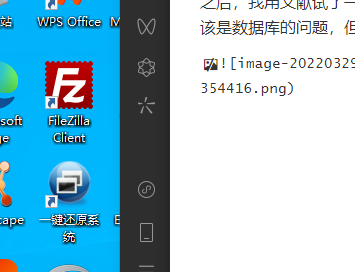 站
WPS Office
M
soft
ge
FileZilla
Client
cape
一键还原系
统
E
之后，我用文献试了一
该是数据库的问题，但
![image-20220329
354416.png)